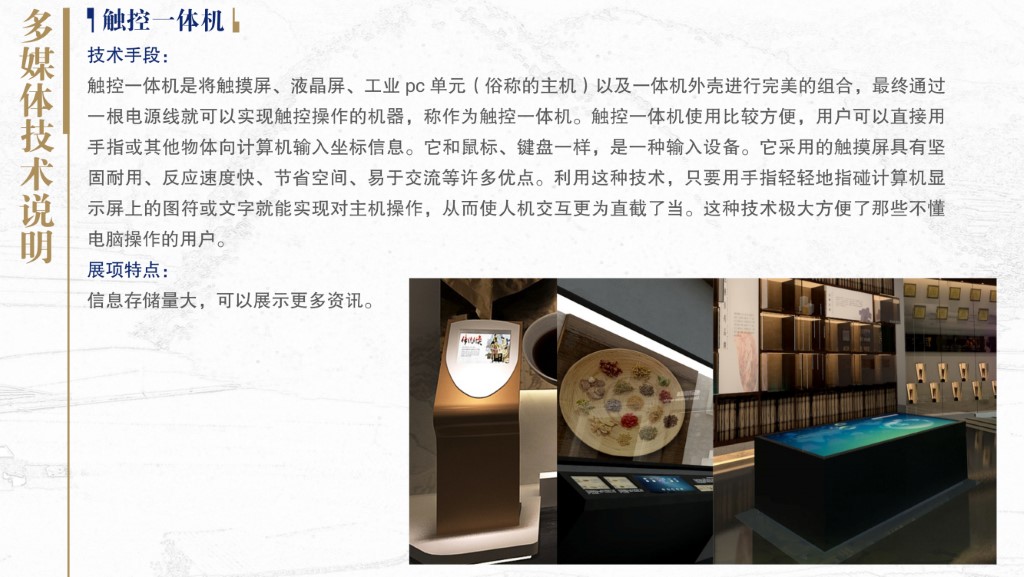 多媒体技术说明
触控一体机
技术手段：
触控一体机是将触摸屏、液晶屏、工业 pc 单元（俗称的主机）以及一体机外壳进行完美的组合，最终通过
一根电源线就可以实现触控操作的机器，称作为触控一体机。触控一体机使用比较方便，用户可以直接用
手指或其他物体向计算机输入坐标信息。它和鼠标、键盘一样，是一种输入设备。它采用的触摸屏具有坚
固耐用、反应速度快、节省空间、易于交流等许多优点。利用这种技术，只要用手指轻轻地指碰计算机显
示屏上的图符或文字就能实现对主机操作，从而使人机交互更为直截了当。这种技术极大方便了那些不懂
电脑操作的用户。
展项特点：
信息存储量大，可以展示更多资讯。